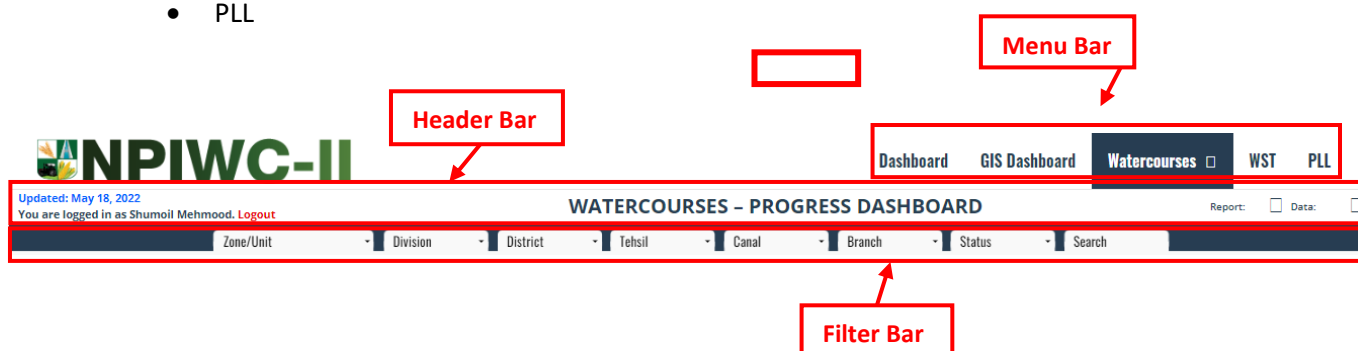 • PLL
Menu Bar
Header Bar
NPIWC-II
Dashboard GIS Dashboard Watercourses WST PLL
Updated: May 18, 2022
You are logged in as Shumoil Mehmood. Logout
WATERCOURSES – PROGRESS DASHBOARD
Report: Data:
Zone/Unit Division District Tehsil Canal Branch Status Search
Filter Bar